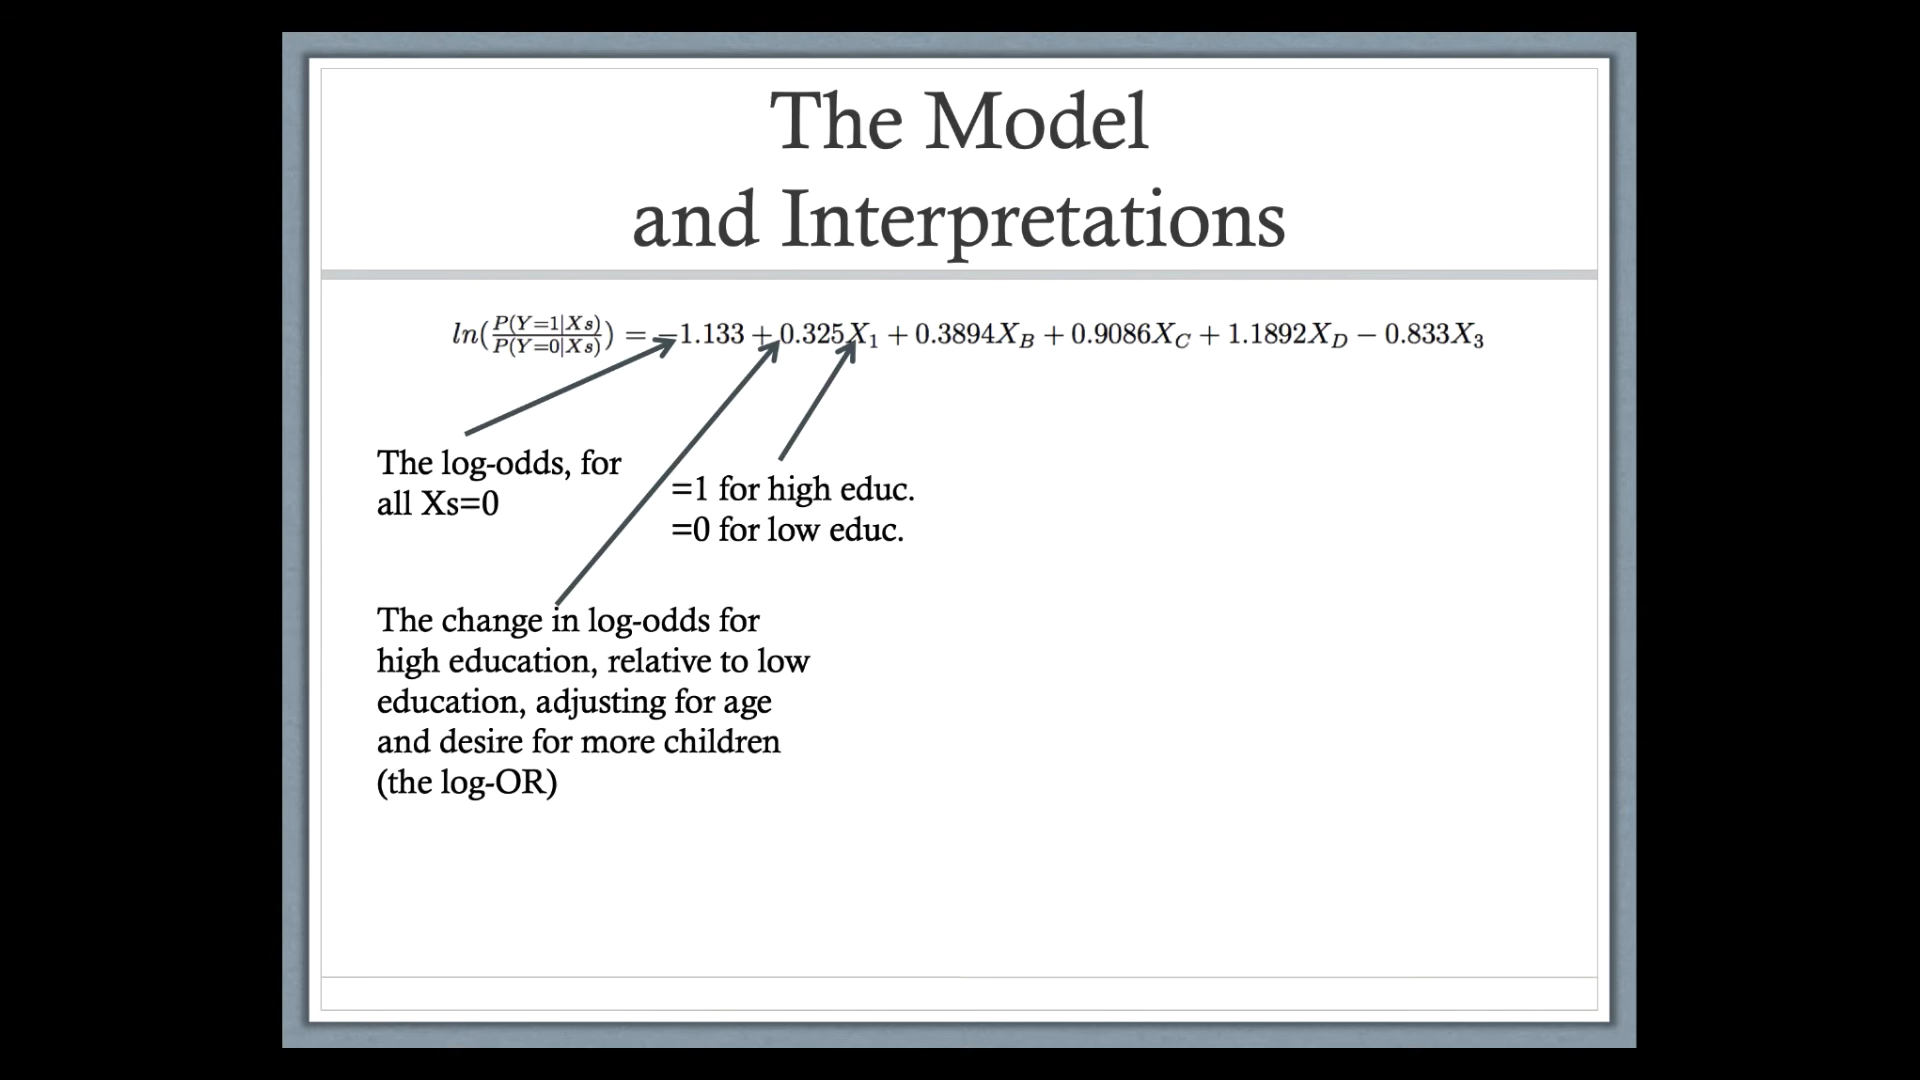 The Model
and Interpretations
ln(P(Y=1|Xs)/P(Y=0|Xs)) = −1.133 + 0.325X₁ + 0.3894X_B + 0.9086X_C + 1.1892X_D − 0.833X₃
The log-odds, for
all Xs=0
=1 for high educ.
=0 for low educ.
The change in log-odds for
high education, relative to low
education, adjusting for age
and desire for more children
(the log-OR)